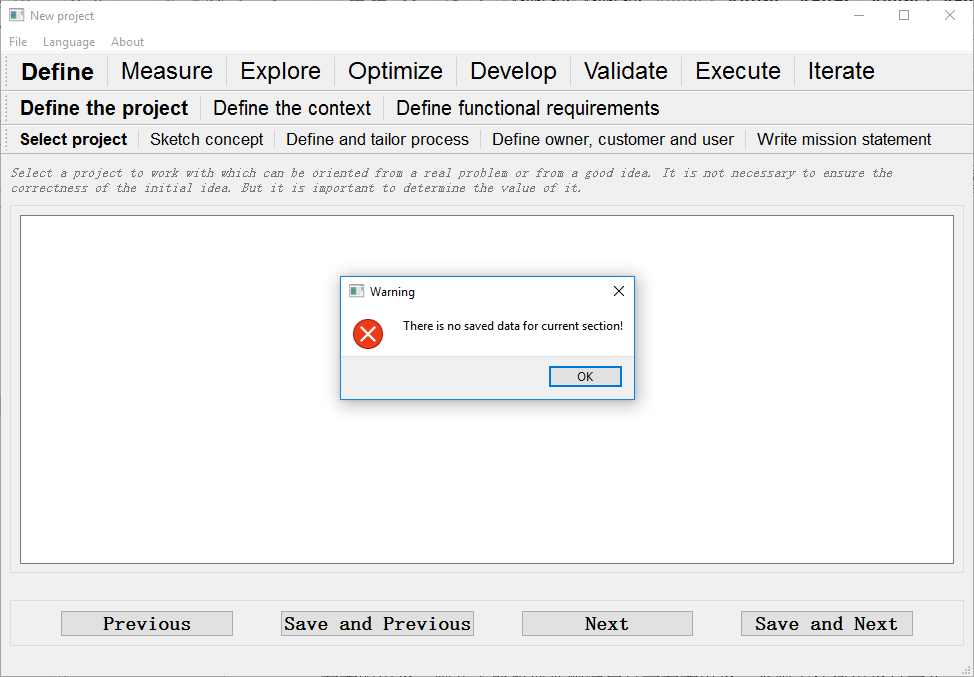 New project
File Language About
Define Measure Explore Optimize Develop Validate Execute Iterate
Define the project Define the context Define functional requirements
Select project Sketch concept Define and tailor process Define owner, customer and user Write mission statement
Select a project to work with which can be oriented from a real problem or from a good idea. It is not necessary to ensure the
correctness of the initial idea. But it is important to determine the value of it.
Warning
There is no saved data for current section!
OK
Previous Save and Previous Next Save and Next